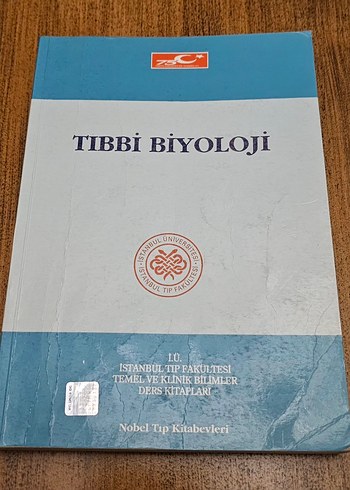 75
TIBBİ BİYOLOJİ
İSTANBUL ÜNİVERSİTESİ
İSTANBUL TIP FAKÜLTESİ
İ.Ü.
İSTANBUL TIP FAKÜLTESİ
TEMEL VE KLİNİK BİLİMLER
DERS KİTAPLARI
Nobel Tıp Kitabevleri